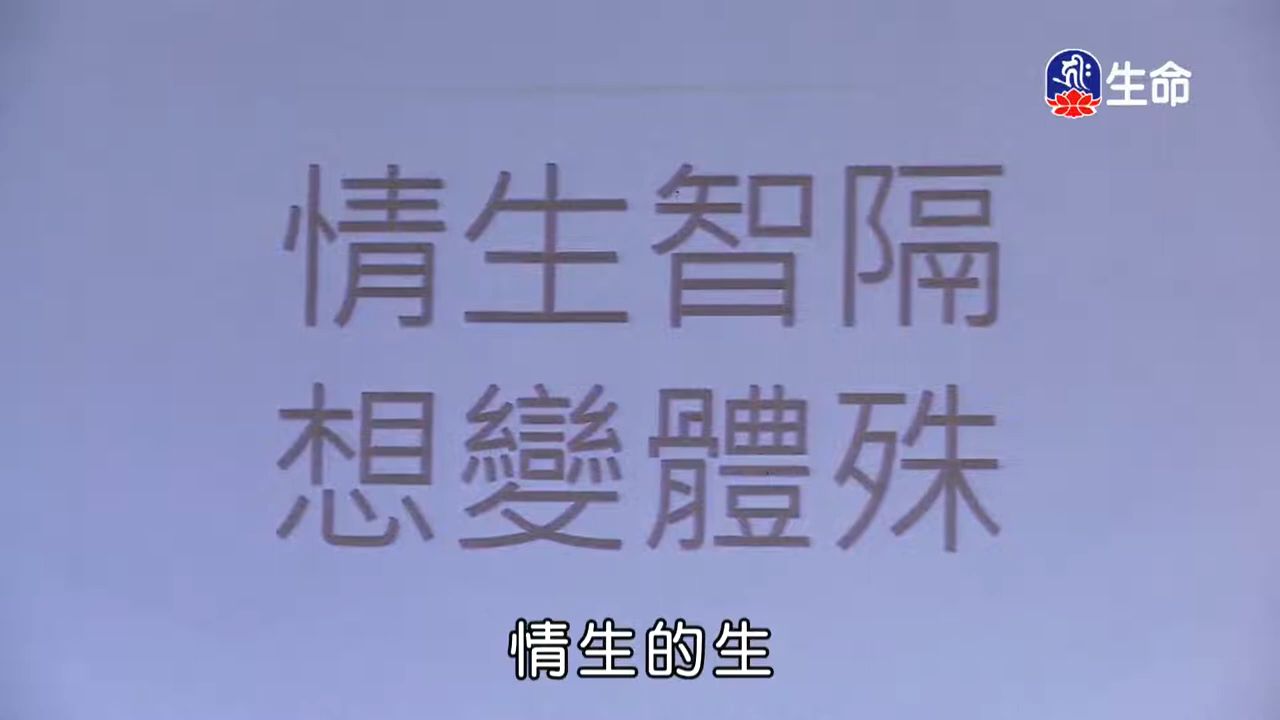 生命
情生智隔
想變體殊
情生的生